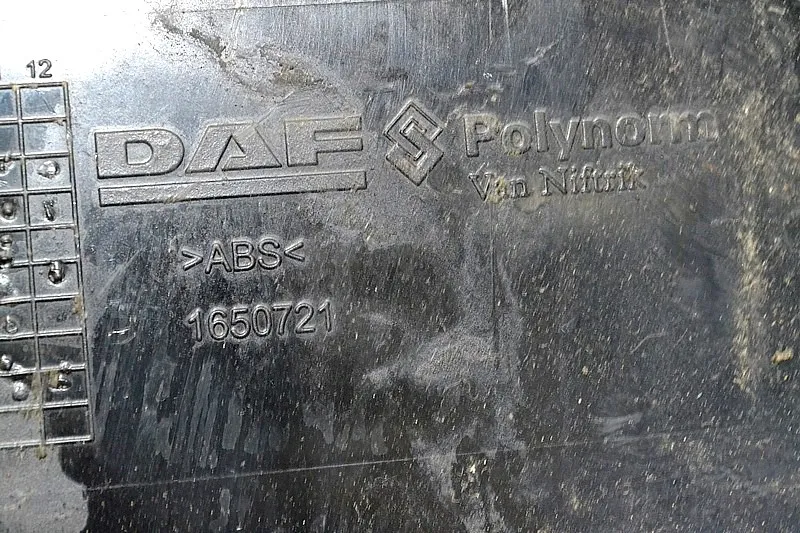 12
DAF Polynorm
Van Niftrik
>ABS<
1650721